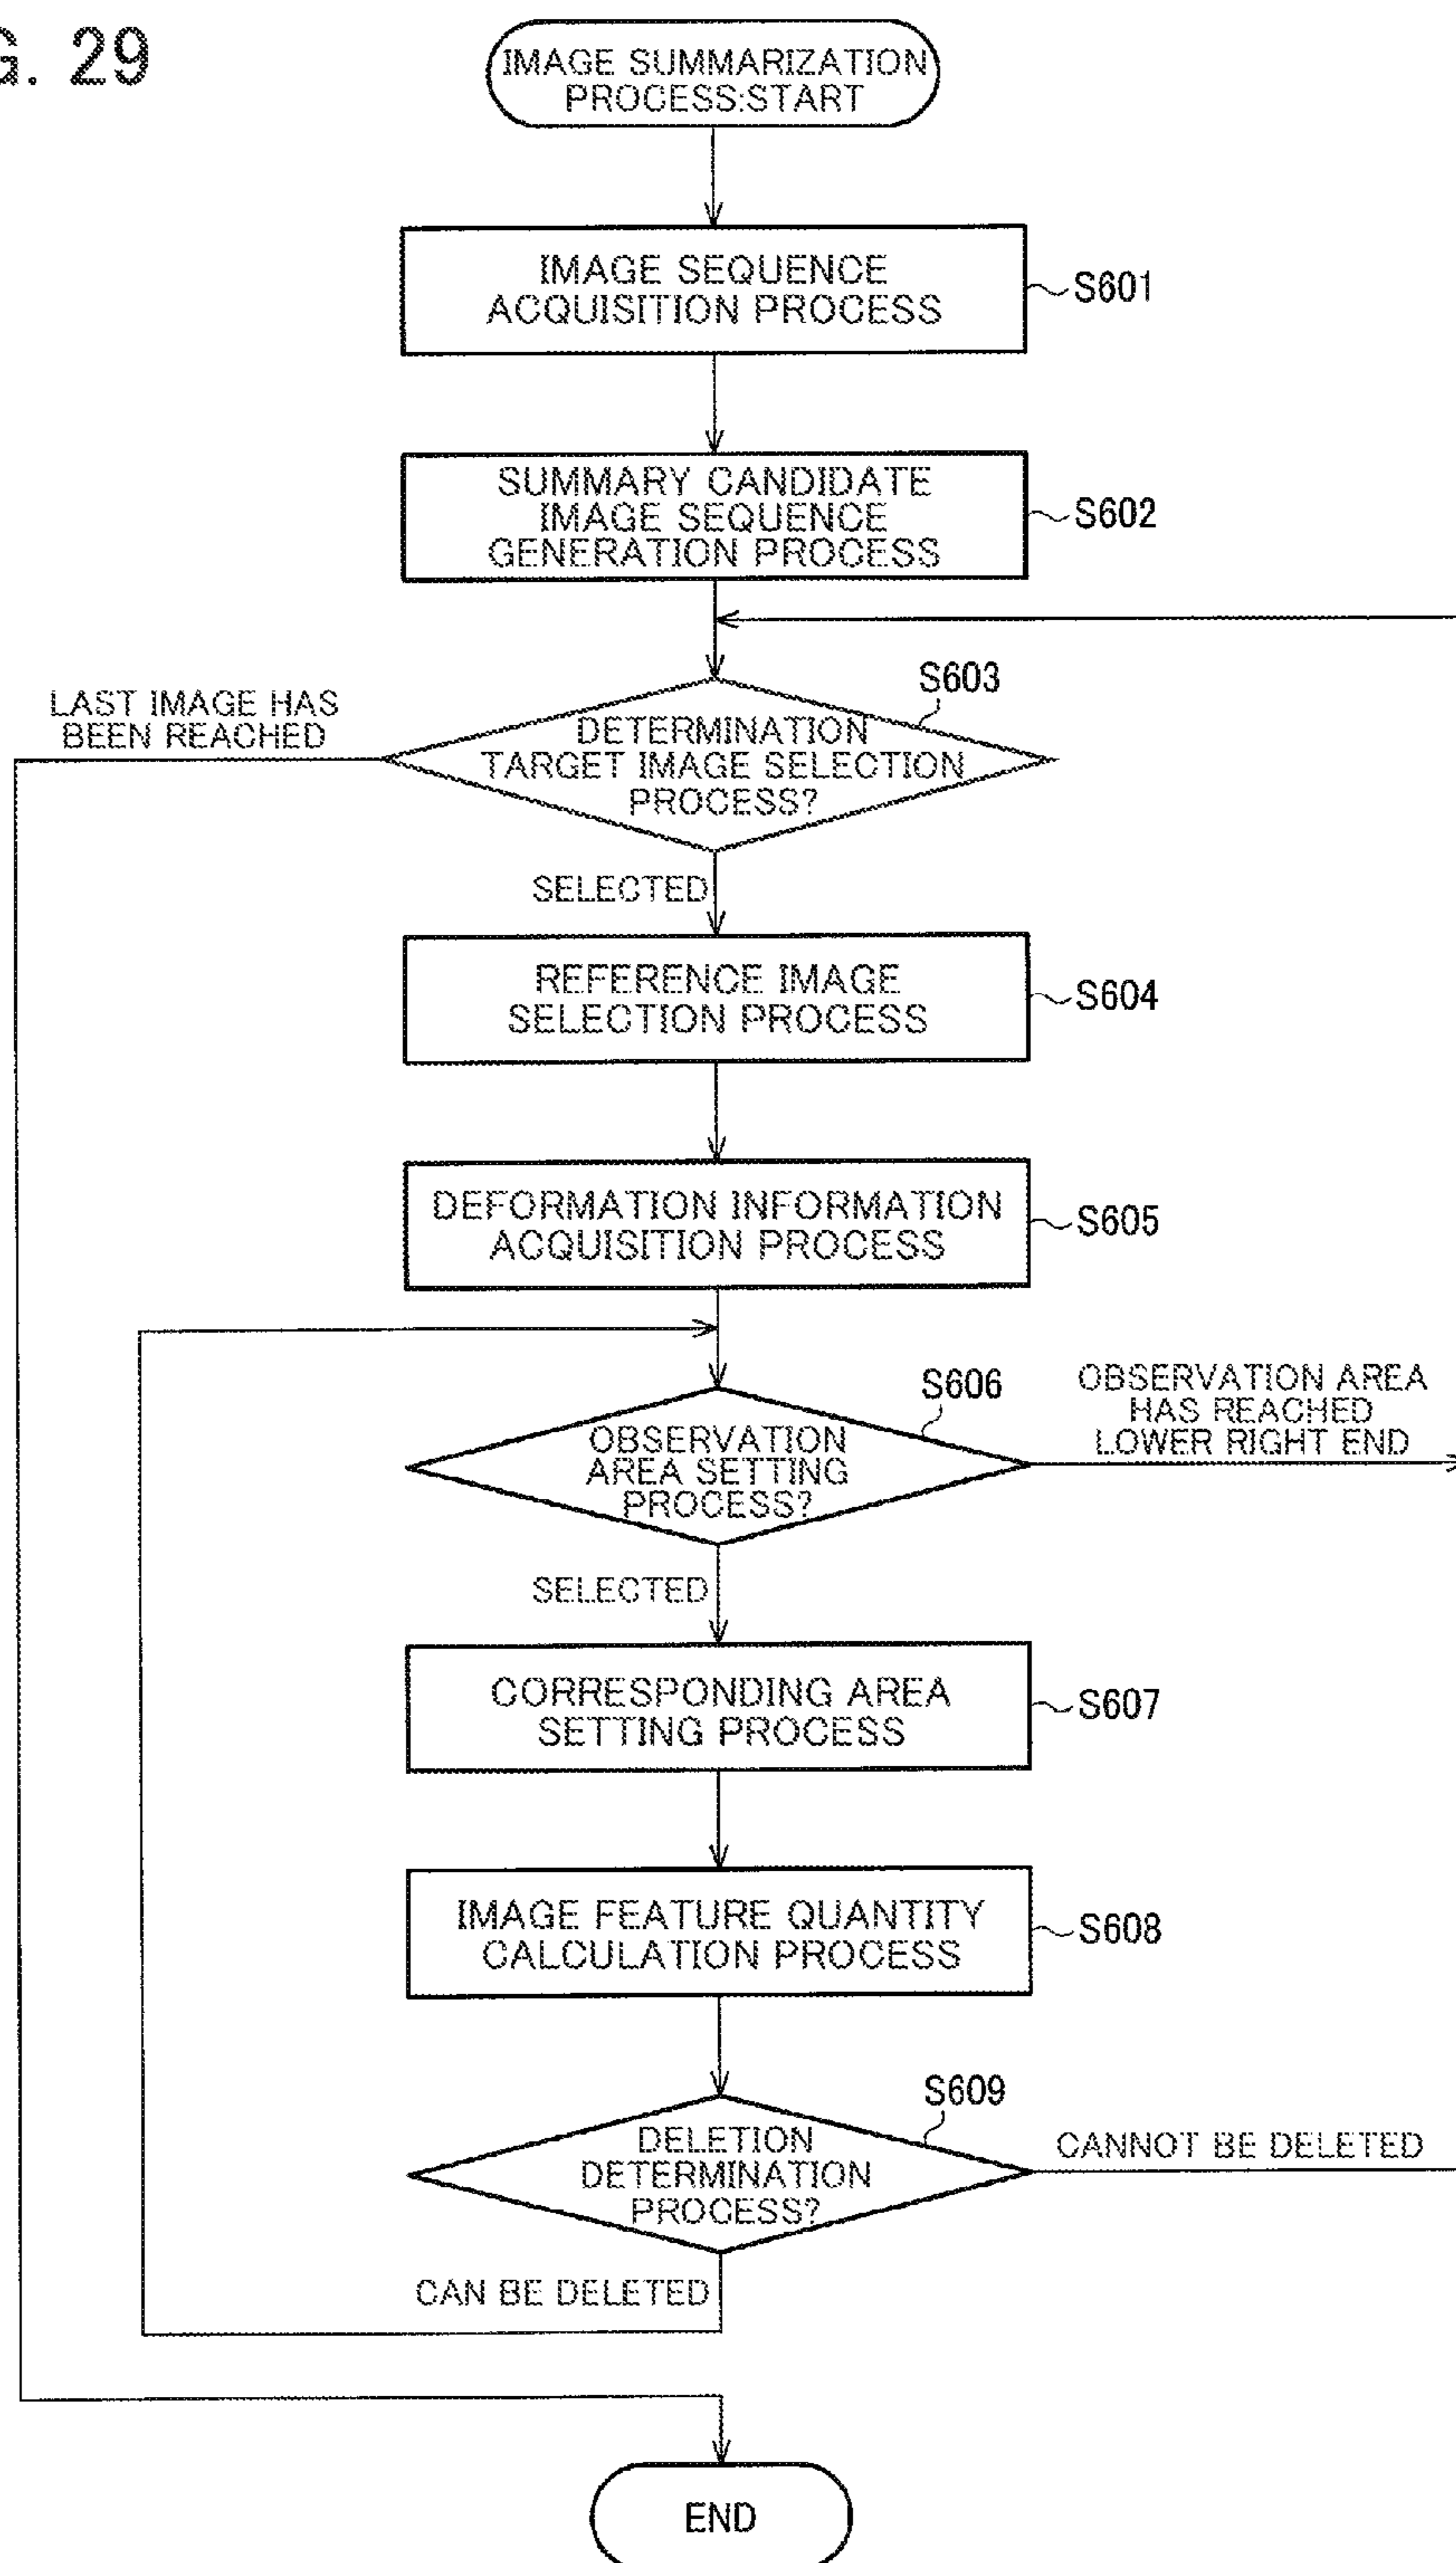 G. 29
IMAGE SUMMARIZATION
PROCESS:START
IMAGE SEQUENCE
ACQUISITION PROCESS
S601
SUMMARY CANDIDATE
IMAGE SEQUENCE
GENERATION PROCESS
S602
S603
LAST IMAGE HAS
BEEN REACHED
DETERMINATION
TARGET IMAGE SELECTION
PROCESS?
SELECTED
REFERENCE IMAGE
SELECTION PROCESS
S604
DEFORMATION INFORMATION
ACQUISITION PROCESS
S605
S606
OBSERVATION AREA
HAS REACHED
LOWER RIGHT END
OBSERVATION
AREA SETTING
PROCESS?
SELECTED
CORRESPONDING AREA
SETTING PROCESS
S607
IMAGE FEATURE QUANTITY
CALCULATION PROCESS
S608
S609
DELETION
DETERMINATION
PROCESS?
CANNOT BE DELETED
CAN BE DELETED
END